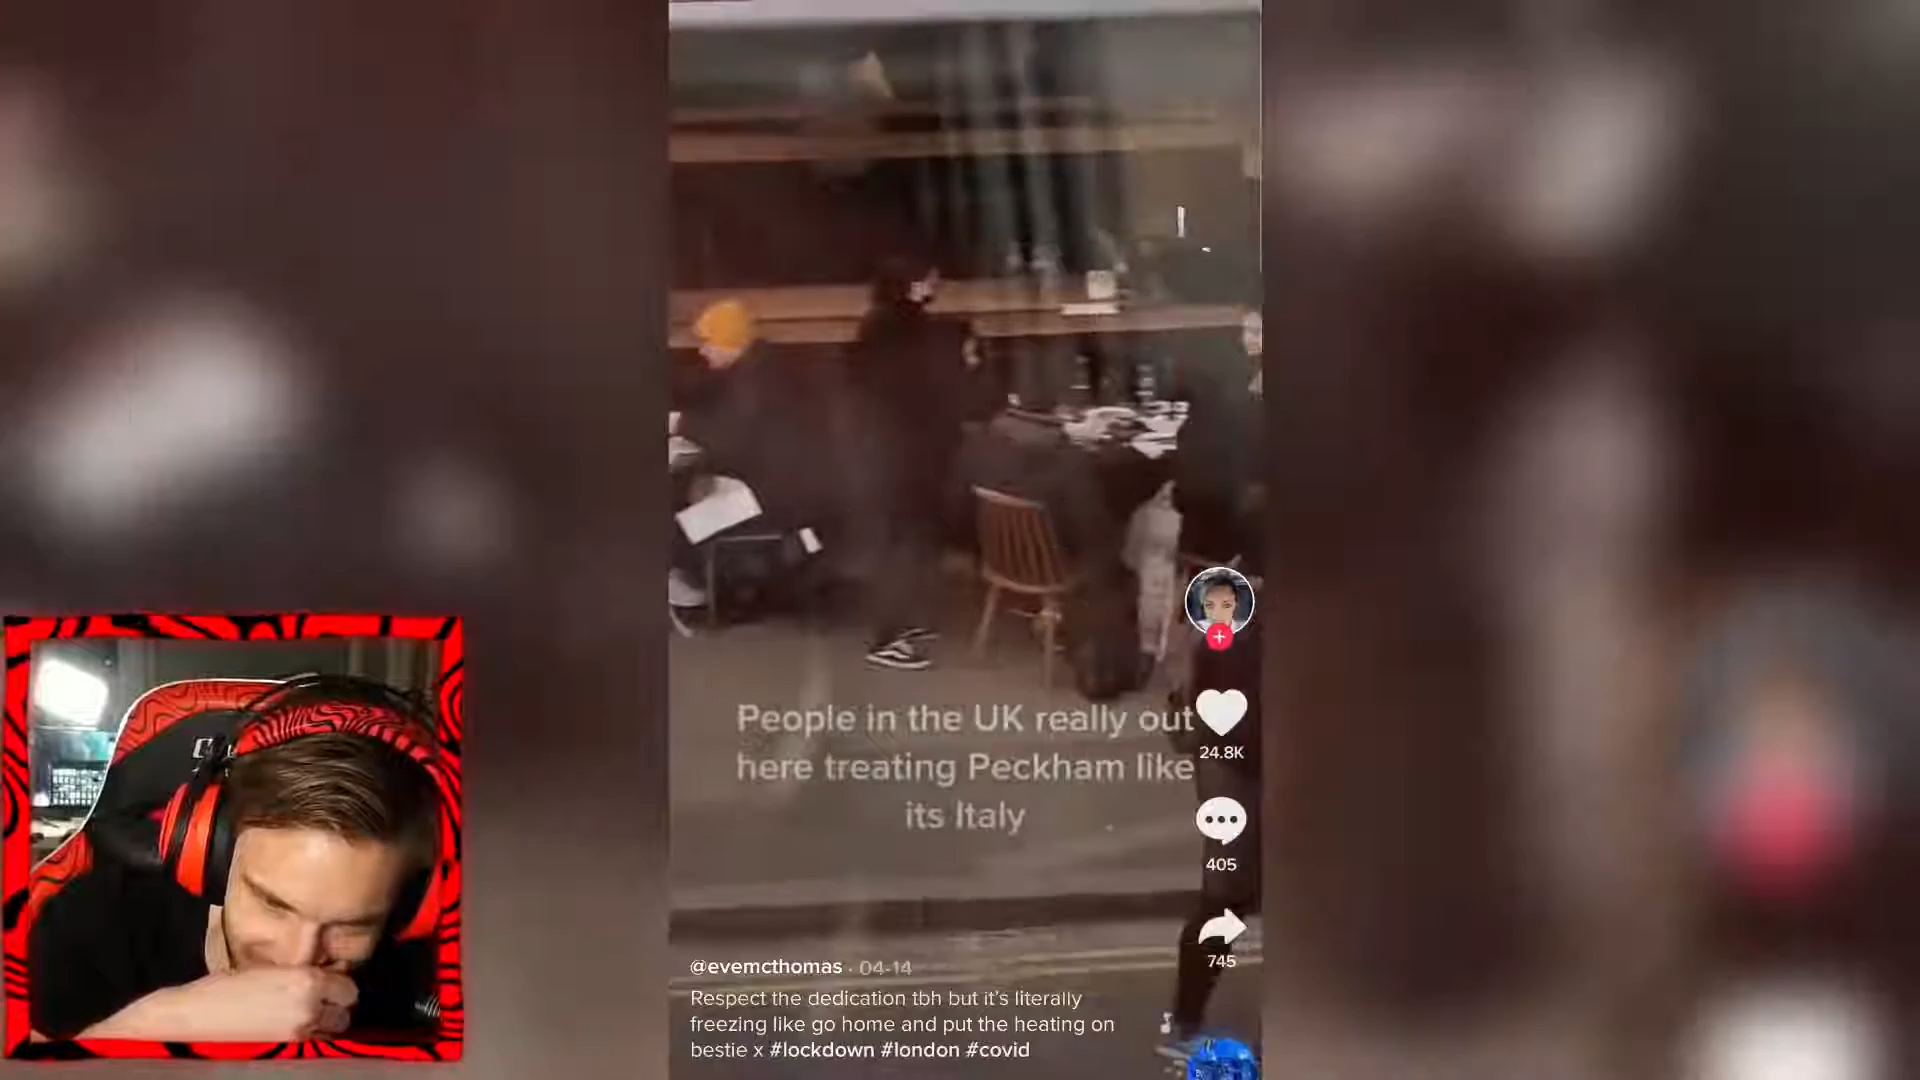 People in the UK really out
here treating Peckham like
its Italy
24.8K
405
745
@evemcthomas · 04-14
Respect the dedication tbh but it's literally
freezing like go home and put the heating on
bestie x #lockdown #london #covid